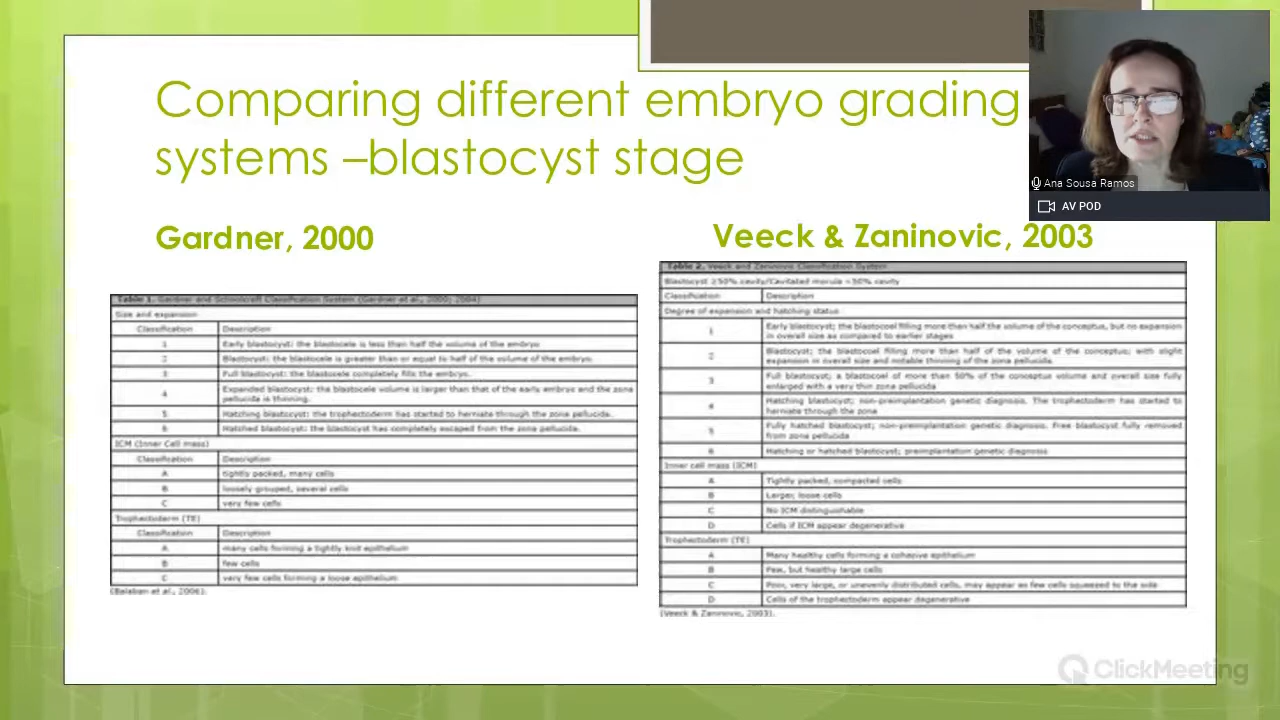 Comparing different embryo grading
systems –blastocyst stage
Ana Sousa Ramos
AV POD
Gardner, 2000
Veeck & Zaninovic, 2003
Table 1. Gardner and Schoolcraft Classification System (Gardner et al., 2000; 2004)
Size and expansion
Classification Description
1 Early blastocyst: the blastocele is less than half the volume of the embryo
2 Blastocyst: the blastocele is greater than or equal to half of the volume of the embryo.
3 Full blastocyst: the blastocele completely fills the embryo.
4 Expanded blastocyst: the blastocele volume is larger than that of the early embryo and the zona
pellucida is thinning.
5 Hatching blastocyst: the trophectoderm has started to herniate through the zona pellucida.
6 Hatched blastocyst: the blastocyst has completely escaped from the zona pellucida.
ICM (Inner Cell mass)
Classification Description
A tightly packed, many cells
B loosely grouped, several cells
C very few cells
Trophectoderm (TE)
Classification Description
A many cells forming a tightly knit epithelium
B few cells
C very few cells forming a loose epithelium
(Balaban et al., 2006).
Table 2. Veeck and Zaninovic Classification System
Blastocyst ≥50% cavity/Cavitated morula <50% cavity
Classification Description
Degree of expansion and hatching status
1 Early blastocyst; the blastocoel filling more than half the volume of the conceptus, but no expansion
in overall size as compared to earlier stages
2 Blastocyst; the blastocoel filling more than half of the volume of the conceptus; with slight
expansion in overall size and notable thinning of the zona pellucida.
3 Full blastocyst; a blastocoel of more than 50% of the conceptus volume and overall size fully
enlarged with a very thin zona pellucida
4 Hatching blastocyst; non-preimplantation genetic diagnosis. The trophectoderm has started to
herniate through the zona
5 Fully hatched blastocyst; non-preimplantation genetic diagnosis. Free blastocyst fully removed
from zona pellucida
6 Hatching or hatched blastocyst; preimplantation genetic diagnosis
Inner cell mass (ICM)
A Tightly packed, compacted cells
B Larger, loose cells
C No ICM distinguishable
D Cells if ICM appear degenerative
Trophectoderm (TE)
A Many healthy cells forming a cohesive epithelium
B Few, but healthy large cells
C Poor, very large, or unevenly distributed cells, may appear as few cells squeezed to the side
D Cells of the trophectoderm appear degenerative
(Veeck & Zaninovic, 2003).
ClickMeeting